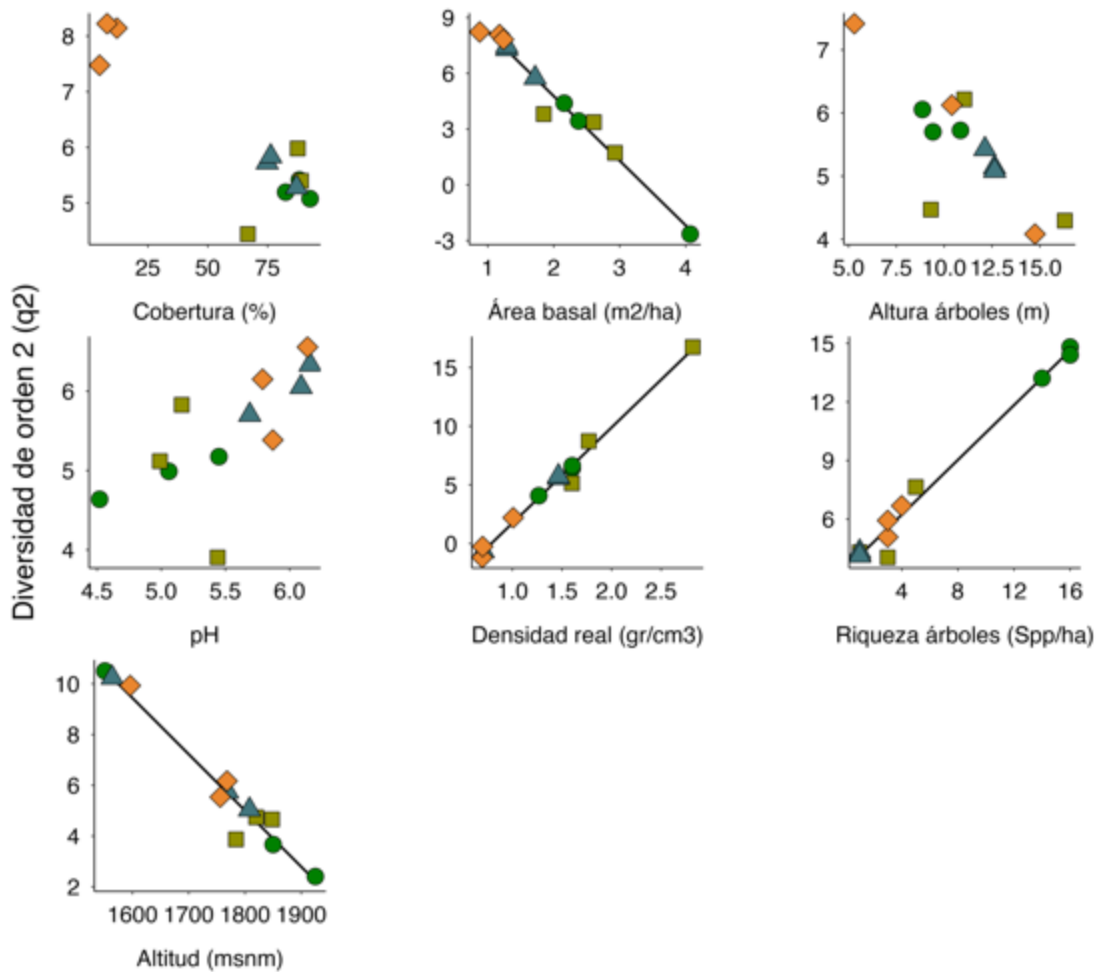 Diversidad de orden 2 (q2)
8
7
6
5
25 50 75
Cobertura (%)
9
6
3
0
-3
1 2 3 4
Área basal (m2/ha)
7
6
5
4
5.0 7.5 10.0 12.5 15.0
Altura árboles (m)
6
5
4
4.5 5.0 5.5 6.0
pH
15
10
5
0
1.0 1.5 2.0 2.5
Densidad real (gr/cm3)
15
12
9
6
4 8 12 16
Riqueza árboles (Spp/ha)
10
8
6
4
2
1600 1700 1800 1900
Altitud (msnm)